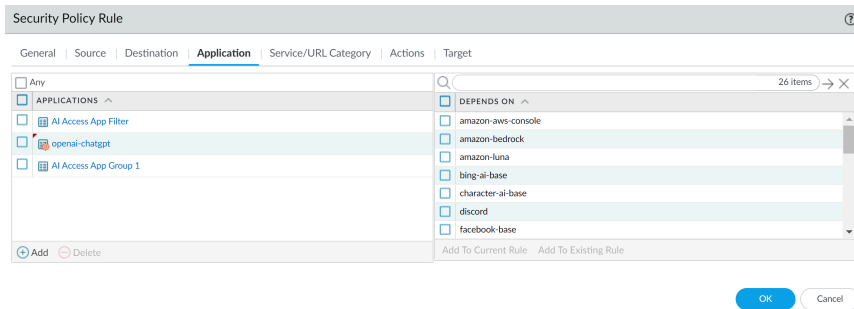 Security Policy Rule
General | Source | Destination | Application | Service/URL Category | Actions | Target
Any
APPLICATIONS
AI Access App Filter
openai-chatgpt
AI Access App Group 1
Add Delete
26 items
DEPENDS ON
amazon-aws-console
amazon-bedrock
amazon-luna
bing-ai-base
character-ai-base
discord
facebook-base
Add To Current Rule Add To Existing Rule
OK Cancel